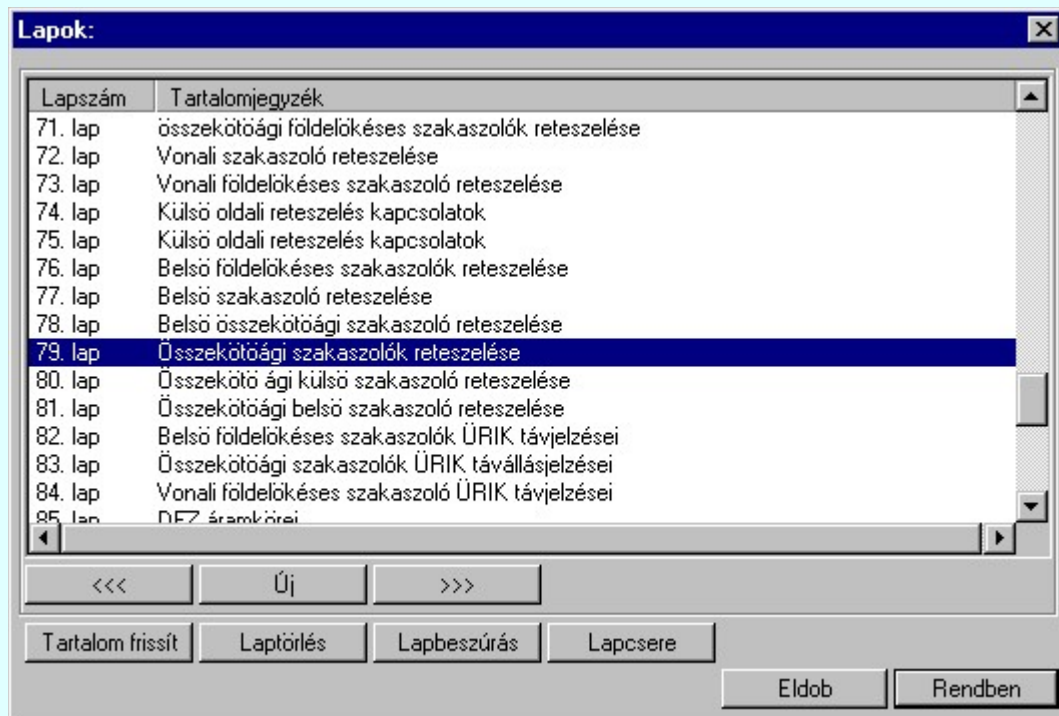 Lapok:
Lapszám Tartalomjegyzék
71. lap összekötöági földelökéses szakaszolók reteszelése
72. lap Vonali szakaszoló reteszelése
73. lap Vonali földelökéses szakaszoló reteszelése
74. lap Külsö oldali reteszelés kapcsolatok
75. lap Külsö oldali reteszelés kapcsolatok
76. lap Belsö földelökéses szakaszolók reteszelése
77. lap Belsö szakaszoló reteszelése
78. lap Belsö összekötöági szakaszoló reteszelése
79. lap Összekötöági szakaszolók reteszelése
80. lap Összekötö ági külsö szakaszoló reteszelése
81. lap Összekötöági belsö szakaszoló reteszelése
82. lap Belsö földelökéses szakaszolók ÜRIK távjelzései
83. lap Összekötöági szakaszolók ÜRIK távállásjelzései
84. lap Vonali földelökéses szakaszoló ÜRIK távjelzései
85. lap áramkörei
<<< Új >>>
Tartalom frissít Laptörlés Lapbeszúrás Lapcsere
Eldob Rendben